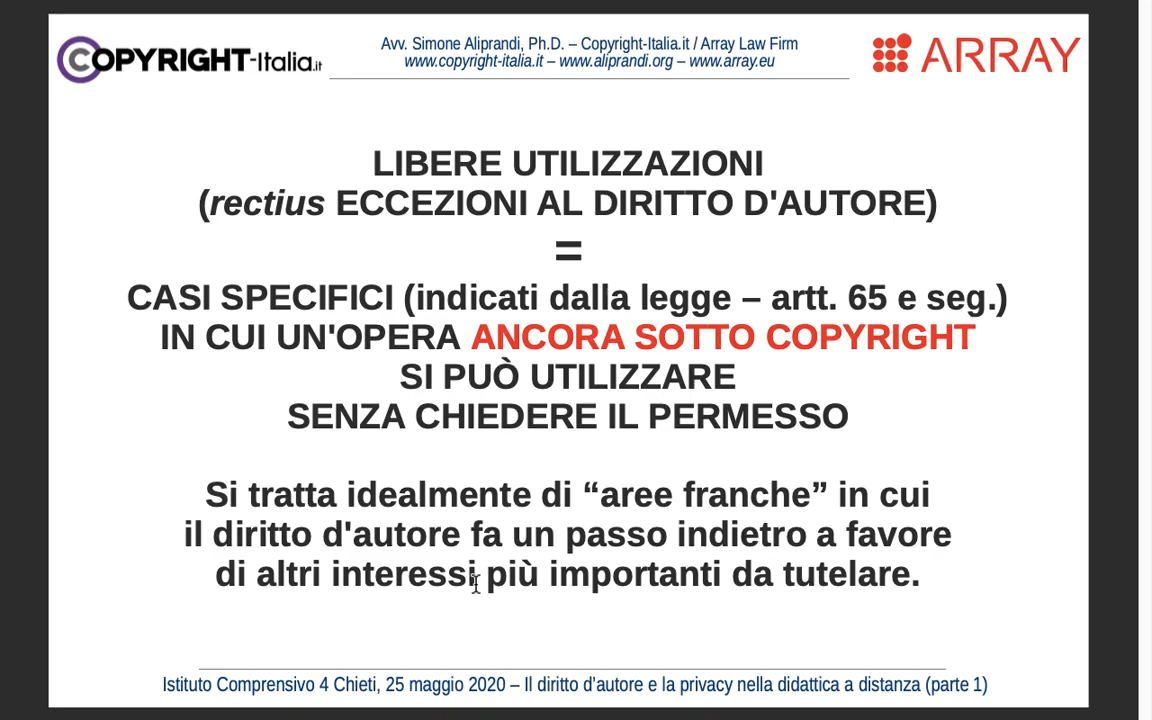 COPYRIGHT-Italia.it
Avv. Simone Aliprandi, Ph.D. – Copyright-Italia.it / Array Law Firm
www.copyright-italia.it – www.aliprandi.org – www.array.eu
ARRAY
LIBERE UTILIZZAZIONI
(rectius ECCEZIONI AL DIRITTO D'AUTORE)
=
CASI SPECIFICI (indicati dalla legge – artt. 65 e seg.)
IN CUI UN'OPERA ANCORA SOTTO COPYRIGHT
SI PUÒ UTILIZZARE
SENZA CHIEDERE IL PERMESSO
Si tratta idealmente di “aree franche” in cui
il diritto d'autore fa un passo indietro a favore
di altri interessi più importanti da tutelare.
Istituto Comprensivo 4 Chieti, 25 maggio 2020 – Il diritto d’autore e la privacy nella didattica a distanza (parte 1)